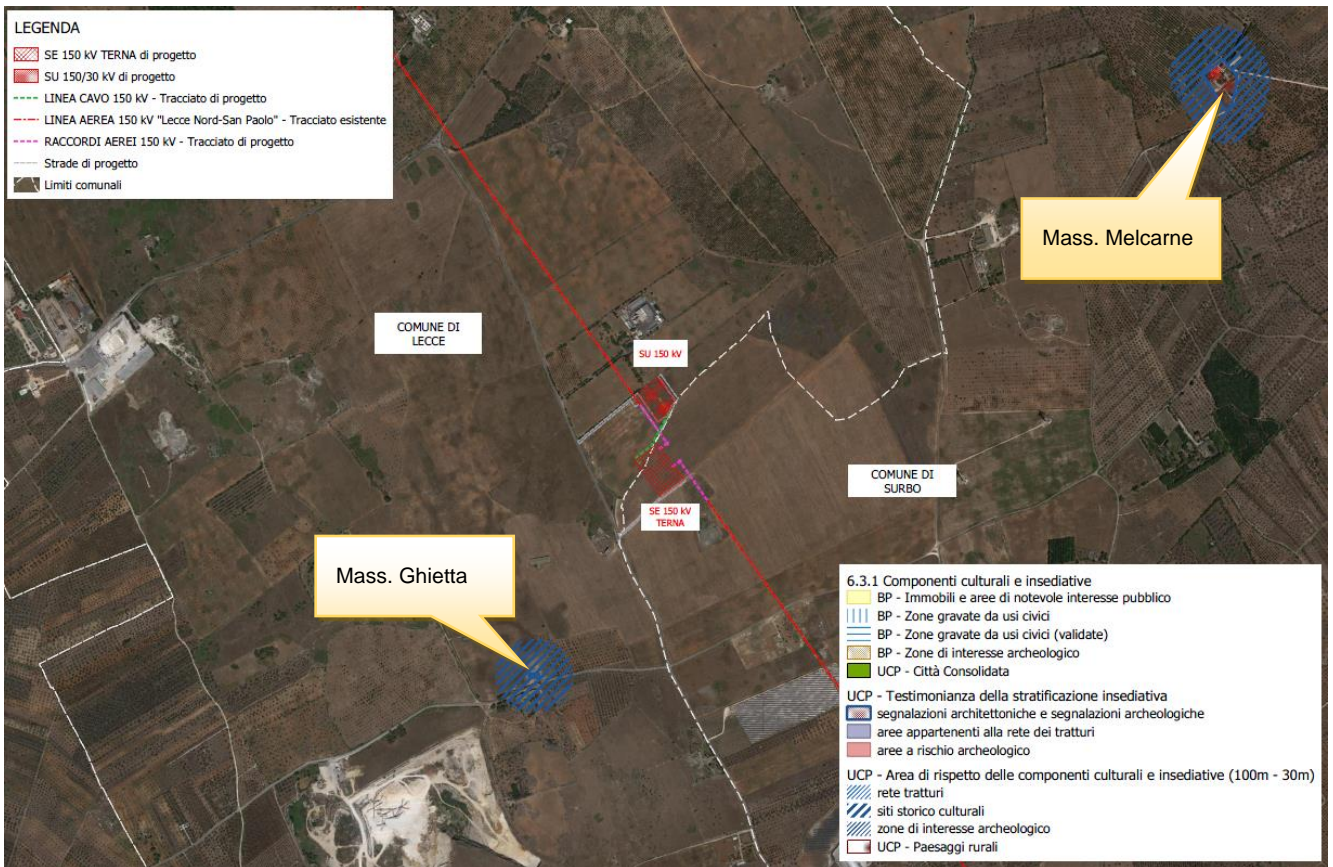 LEGENDA
SE 150 kV TERNA di progetto
SU 150/30 kV di progetto
LINEA CAVO 150 kV - Tracciato di progetto
LINEA AEREA 150 kV "Lecce Nord-San Paolo" - Tracciato esistente
RACCORDI AEREI 150 kV - Tracciato di progetto
Strade di progetto
Limiti comunali
Mass. Melcarne
COMUNE DI
LECCE
SU 150 kV
COMUNE DI
SURBO
SE 150 kV
TERNA
Mass. Ghietta
6.3.1 Componenti culturali e insediative
BP - Immobili e aree di notevole interesse pubblico
BP - Zone gravate da usi civici
BP - Zone gravate da usi civici (validate)
BP - Zone di interesse archeologico
UCP - Città Consolidata
UCP - Testimonianza della stratificazione insediativa
segnalazioni architettoniche e segnalazioni archeologiche
aree appartenenti alla rete dei tratturi
aree a rischio archeologico
UCP - Area di rispetto delle componenti culturali e insediative (100m - 30m)
rete tratturi
siti storico culturali
zone di interesse archeologico
UCP - Paesaggi rurali